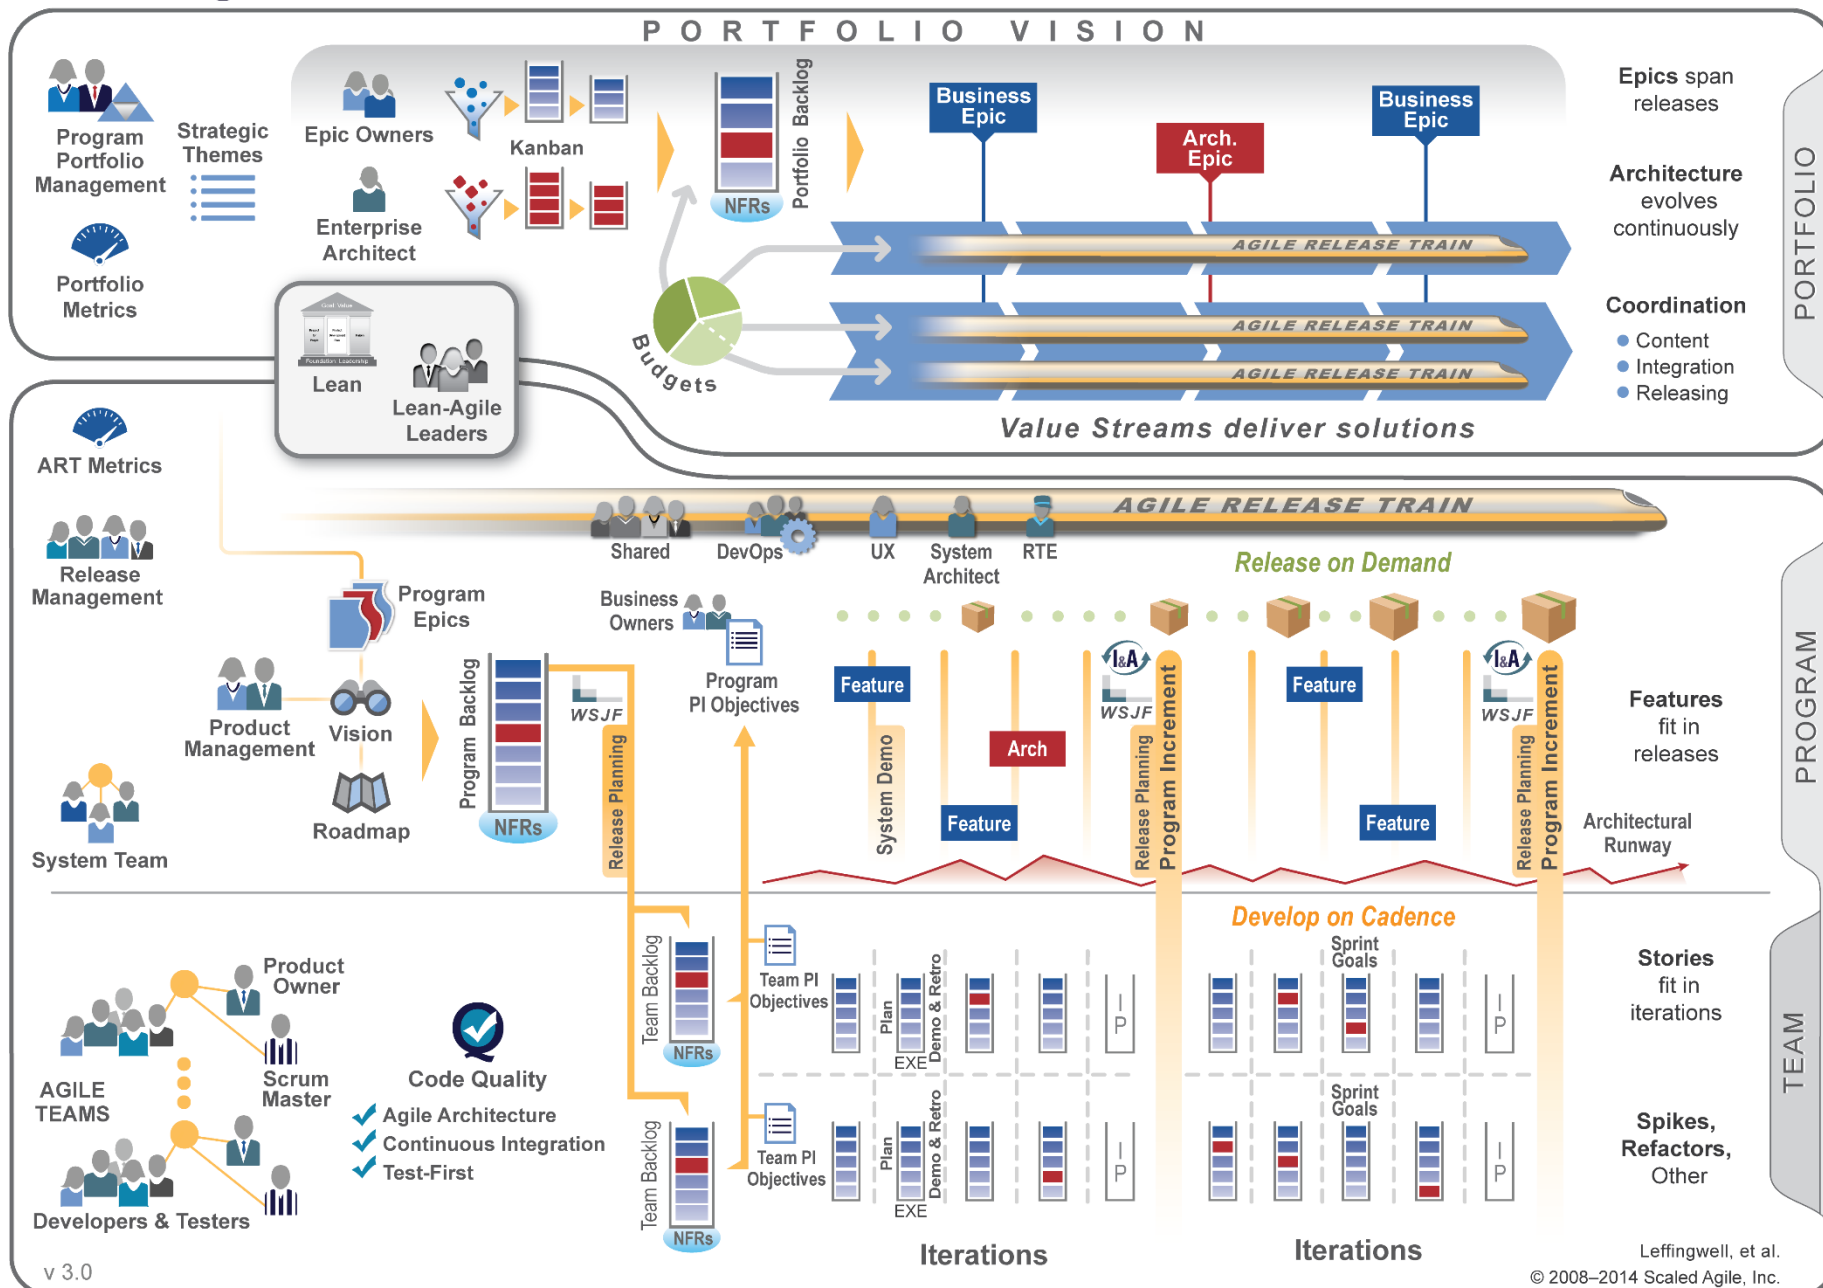 PORTFOLIO VISION
Program
Portfolio
Management
Strategic
Themes
Portfolio
Metrics
Epic Owners
Enterprise
Architect
Kanban
Portfolio Backlog
NFRs
Business
Epic
Arch.
Epic
Business
Epic
AGILE RELEASE TRAIN
AGILE RELEASE TRAIN
AGILE RELEASE TRAIN
Budgets
Value Streams deliver solutions
Epics span
releases
Architecture
evolves
continuously
Coordination
Content
Integration
Releasing
PORTFOLIO
Foundation Leadership
Lean
Lean-Agile
Leaders
ART Metrics
Release
Management
AGILE RELEASE TRAIN
Shared
DevOps
UX
System
Architect
RTE
Release on Demand
Program
Epics
Business
Owners
Product
Management
Vision
Roadmap
System Team
Program Backlog
NFRs
WSJF
Release Planning
Program
PI Objectives
Feature
System Demo
Arch
Feature
I&A
WSJF
Release Planning
Program Increment
Feature
Feature
I&A
WSJF
Release Planning
Program Increment
Features
fit in
releases
Architectural
Runway
PROGRAM
Develop on Cadence
Product
Owner
Scrum
Master
AGILE
TEAMS
Developers & Testers
Code Quality
Agile Architecture
Continuous Integration
Test-First
Team Backlog
NFRs
Team PI
Objectives
Plan
EXE
Demo & Retro
I
P
Sprint
Goals
I
P
Stories
fit in
iterations
Team Backlog
NFRs
Team PI
Objectives
Plan
EXE
Demo & Retro
I
P
Sprint
Goals
I
P
Spikes,
Refactors,
Other
TEAM
Iterations
Iterations
v 3.0
Leffingwell, et al.
© 2008–2014 Scaled Agile, Inc.